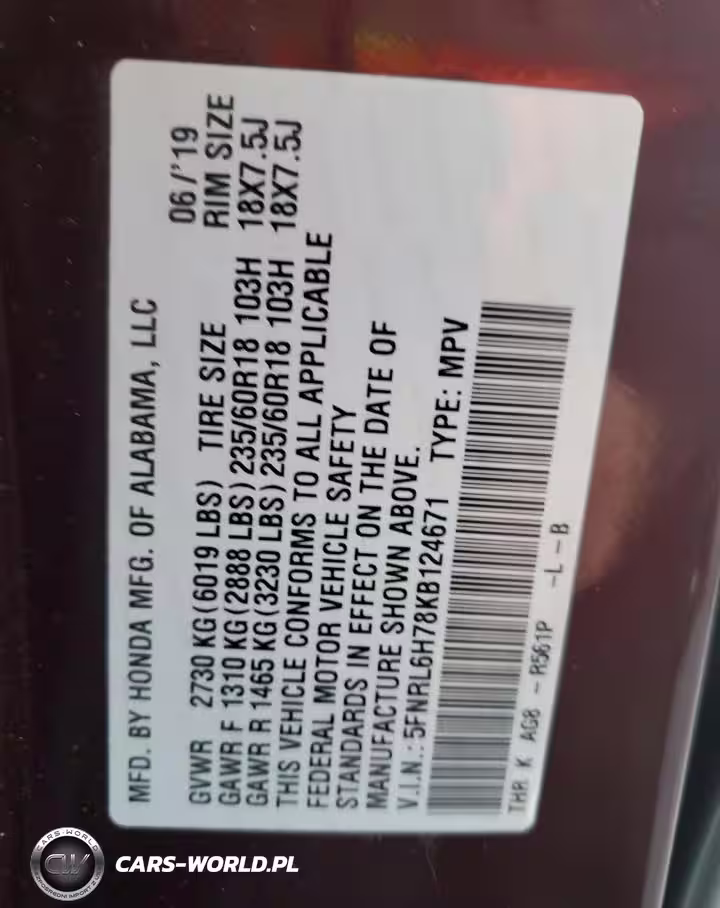 MFD. BY HONDA MFG. OF ALABAMA, LLC
06/'19
GVWR 2730 KG(6019 LBS) TIRE SIZE RIM SIZE
GAWR F 1310 KG(2888 LBS) 235/60R18 103H 18X7.5J
GAWR R 1465 KG(3230 LBS) 235/60R18 103H 18X7.5J
THIS VEHICLE CONFORMS TO ALL APPLICABLE
FEDERAL MOTOR VEHICLE SAFETY
STANDARDS IN EFFECT ON THE DATE OF
MANUFACTURE SHOWN ABOVE.
V.I.N.: 5FNRL6H78KB124671 TYPE: MPV
THR K AG8 -R561P -L-B
CARS-WORLD
CW
CARS-WORLD.PL